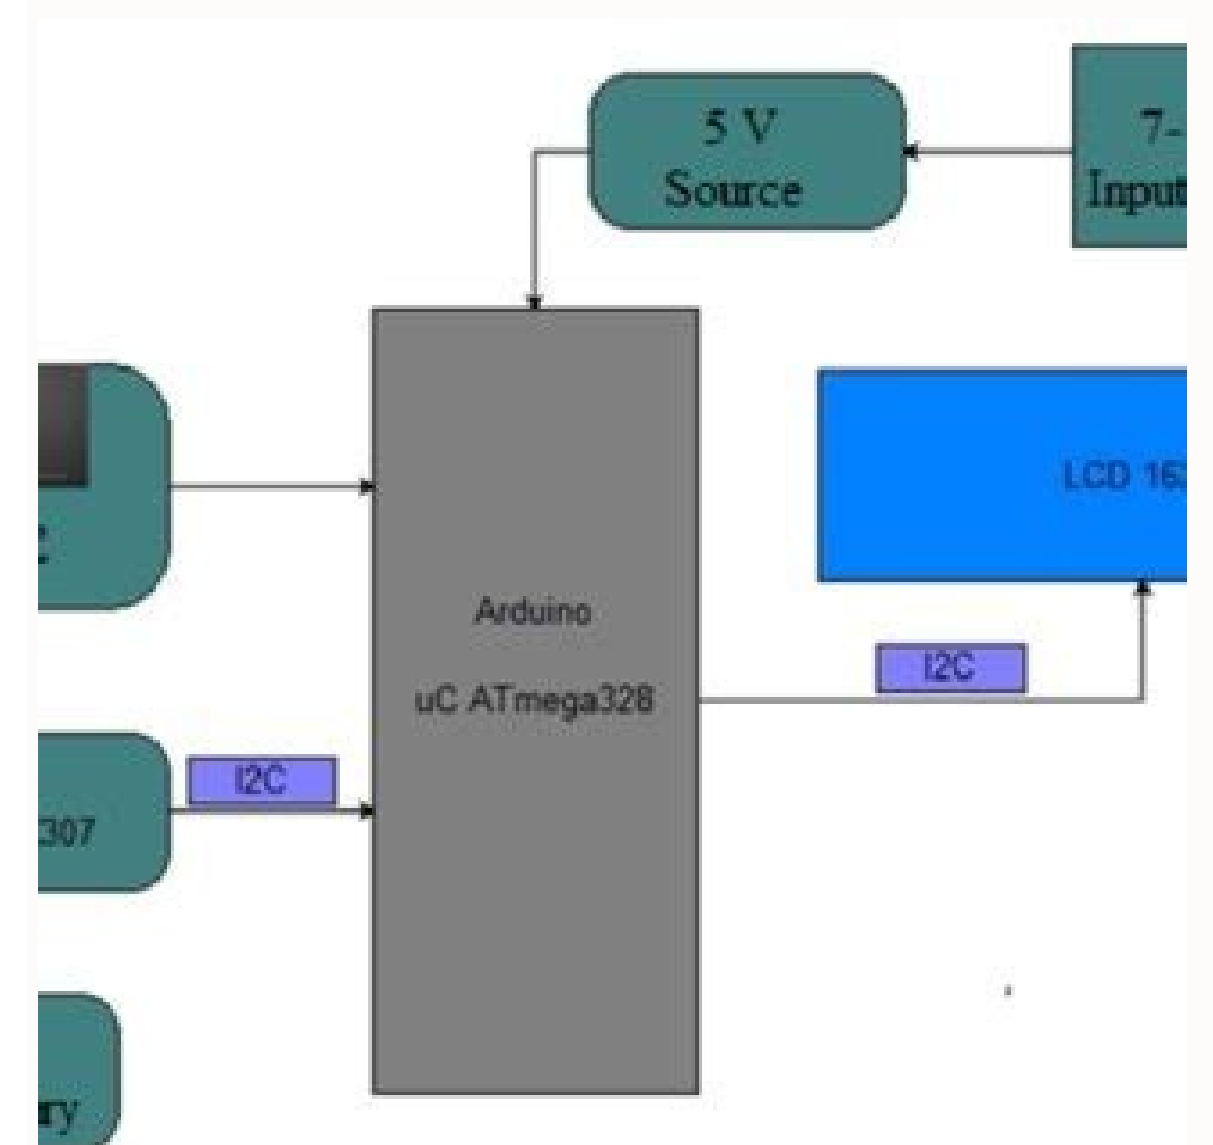 5 V
Source
7-
Input
LCD 16
Arduino
uC ATmega328
I2C
I2C
307
ry